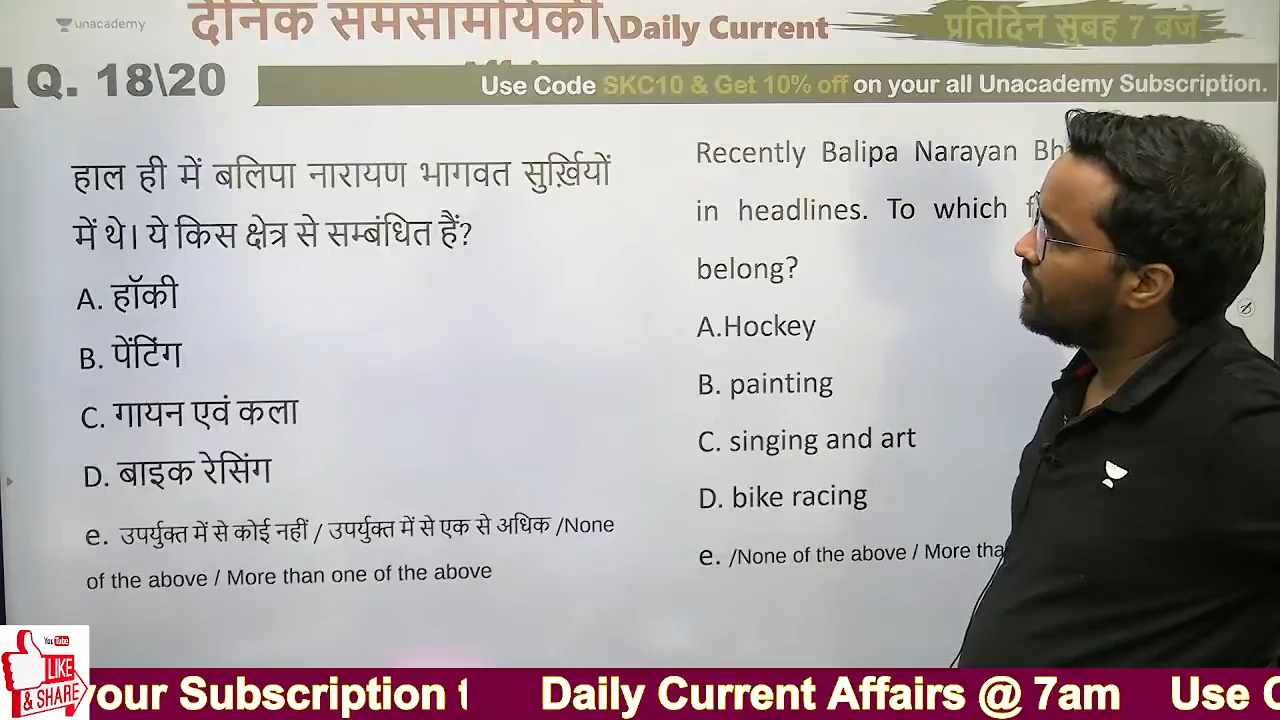 unacademy
दैनिक समसामयिकी\Daily Current
प्रतिदिन सुबह 7 बजे
Q. 18\20
Use Code SKC10 & Get 10% off on your all Unacademy Subscription.
हाल ही में बलिपा नारायण भागवत सुर्ख़ियों
में थे। ये किस क्षेत्र से सम्बंधित हैं?
A. हॉकी
B. पेंटिंग
C. गायन एवं कला
D. बाइक रेसिंग
e. उपर्युक्त में से कोई नहीं / उपर्युक्त में से एक से अधिक /None
of the above / More than one of the above
Recently Balipa Narayan
in headlines. To which
belong?
A.Hockey
B. painting
C. singing and art
D. bike racing
e. /None of the above / More
YouTube
LIKE
& SHARE
your Subscription
Daily Current Affairs @ 7am
Use